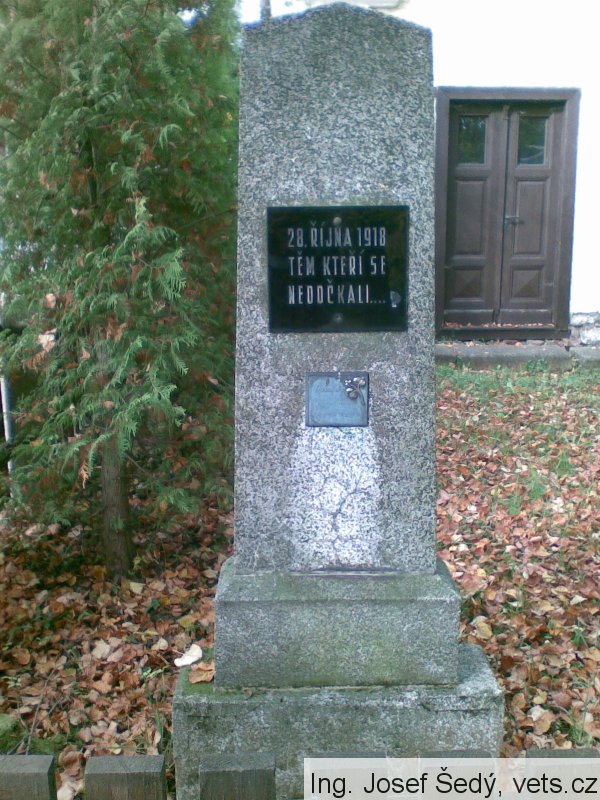 28. ŘÍJNA 1918
TĚM KTEŘÍ SE
NEDOČKALI....
Ing. Josef Šedý, vets.cz